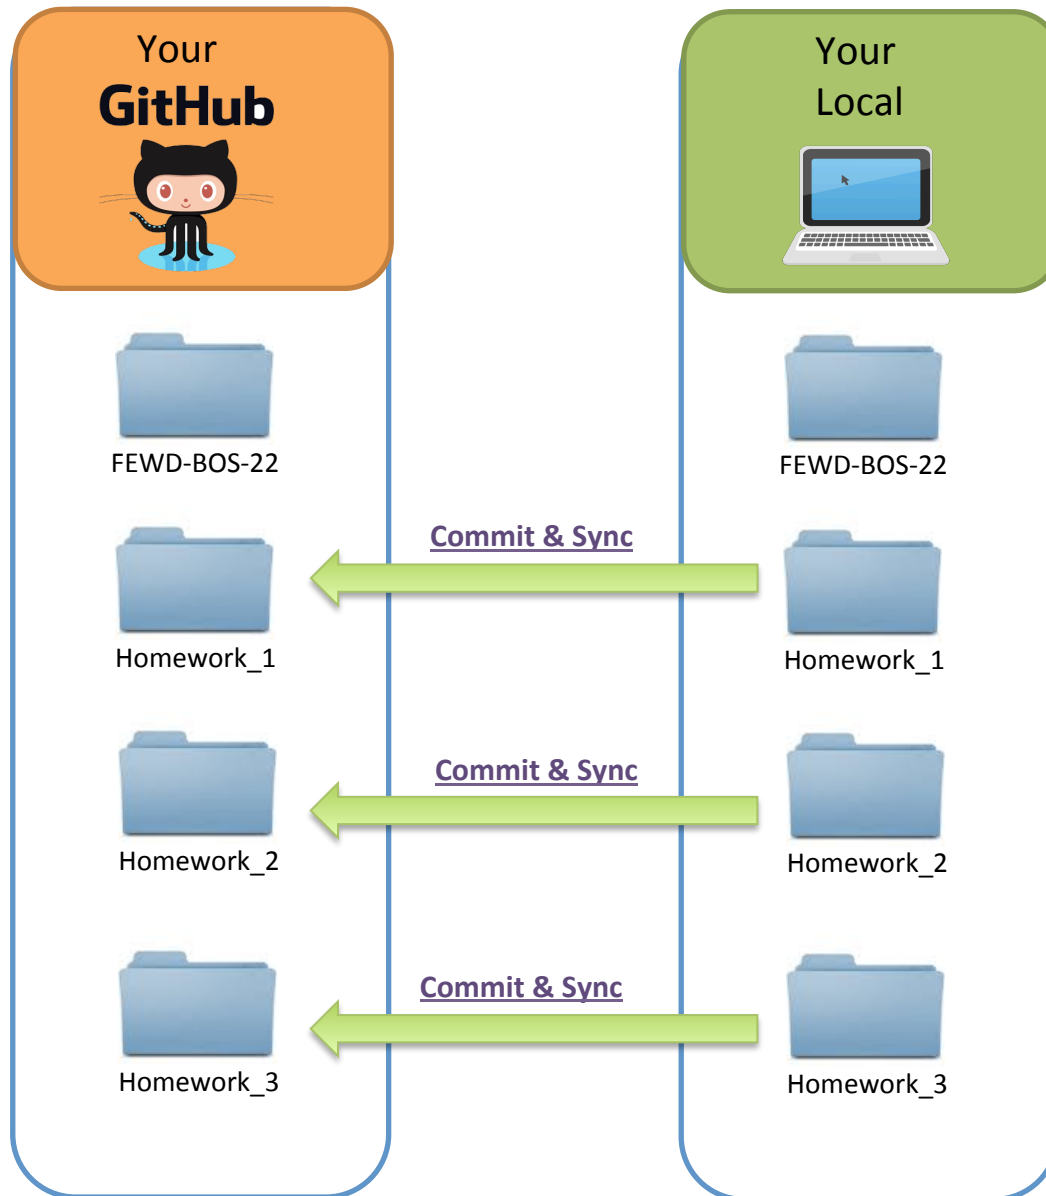 Your
GitHub
Your
Local
FEWD-BOS-22
FEWD-BOS-22
Commit & Sync
Homework_1
Homework_1
Commit & Sync
Homework_2
Homework_2
Commit & Sync
Homework_3
Homework_3